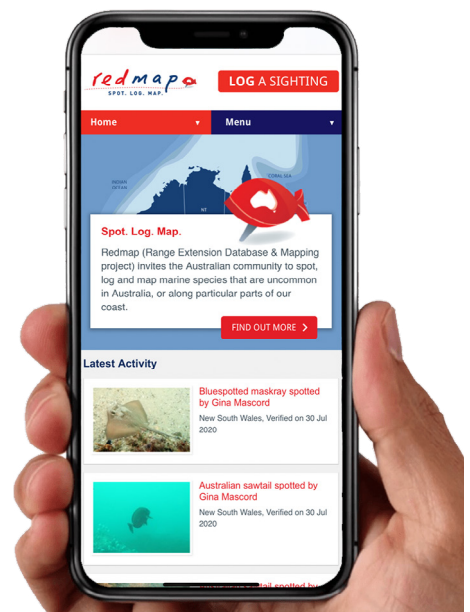 redmap
SPOT. LOG. MAP.
LOG A SIGHTING
Home
Menu
INDIAN
OCEAN
CORAL SEA
NT
Spot. Log. Map.
Redmap (Range Extension Database & Mapping
project) invites the Australian community to spot,
log and map marine species that are uncommon
in Australia, or along particular parts of our
coast.
FIND OUT MORE
Latest Activity
Bluespotted maskray spotted
by Gina Mascord
New South Wales, Verified on 30 Jul
2020
Australian sawtail spotted by
Gina Mascord
New South Wales, Verified on 30 Jul
2020
sawtail spotted by